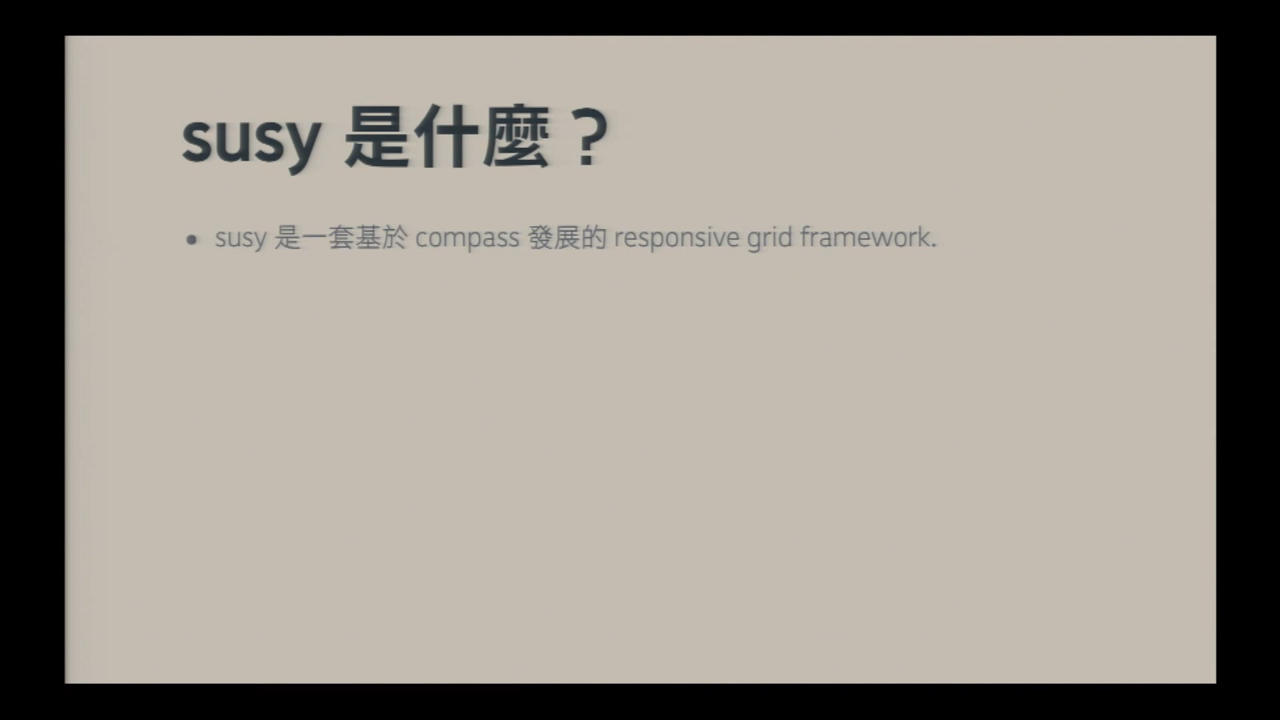 susy 是什麼？
• susy 是一套基於 compass 發展的 responsive grid framework.